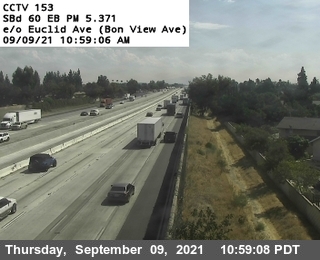 CCTV 153
SBd 60 EB PM 5.371
e/o Euclid Ave (Bon View Ave)
09/09/21 10:59:06 AM
Thursday, September 09, 2021 10:59:08 PDT